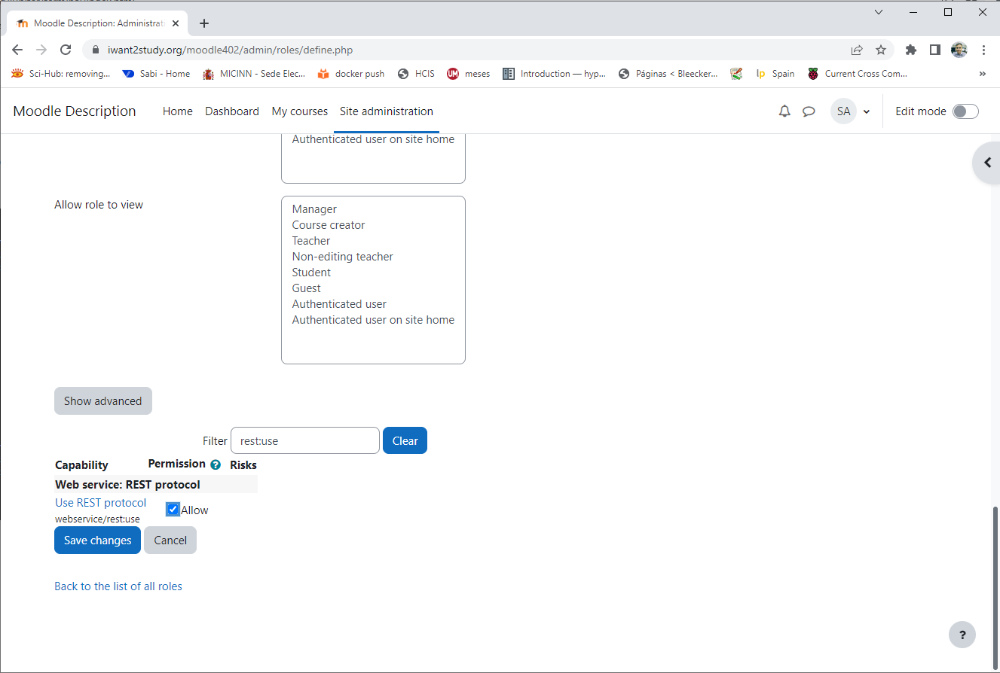 Moodle Description: Administrat
iwant2study.org/moodle402/admin/roles/define.php
Sci-Hub: removing... Sabi - Home MICINN - Sede Elec... docker push HCIS UM meses Introduction — hyp... Páginas < Bleecker... lp Spain Current Cross Com... »
Moodle Description Home Dashboard My courses Site administration SA Edit mode
Authenticated user on site home
Allow role to view
Manager
Course creator
Teacher
Non-editing teacher
Student
Guest
Authenticated user
Authenticated user on site home
Show advanced
Filter rest:use Clear
Capability Permission ? Risks
Web service: REST protocol
Use REST protocol
Allow
webservice/rest:use
Save changes Cancel
Back to the list of all roles
?